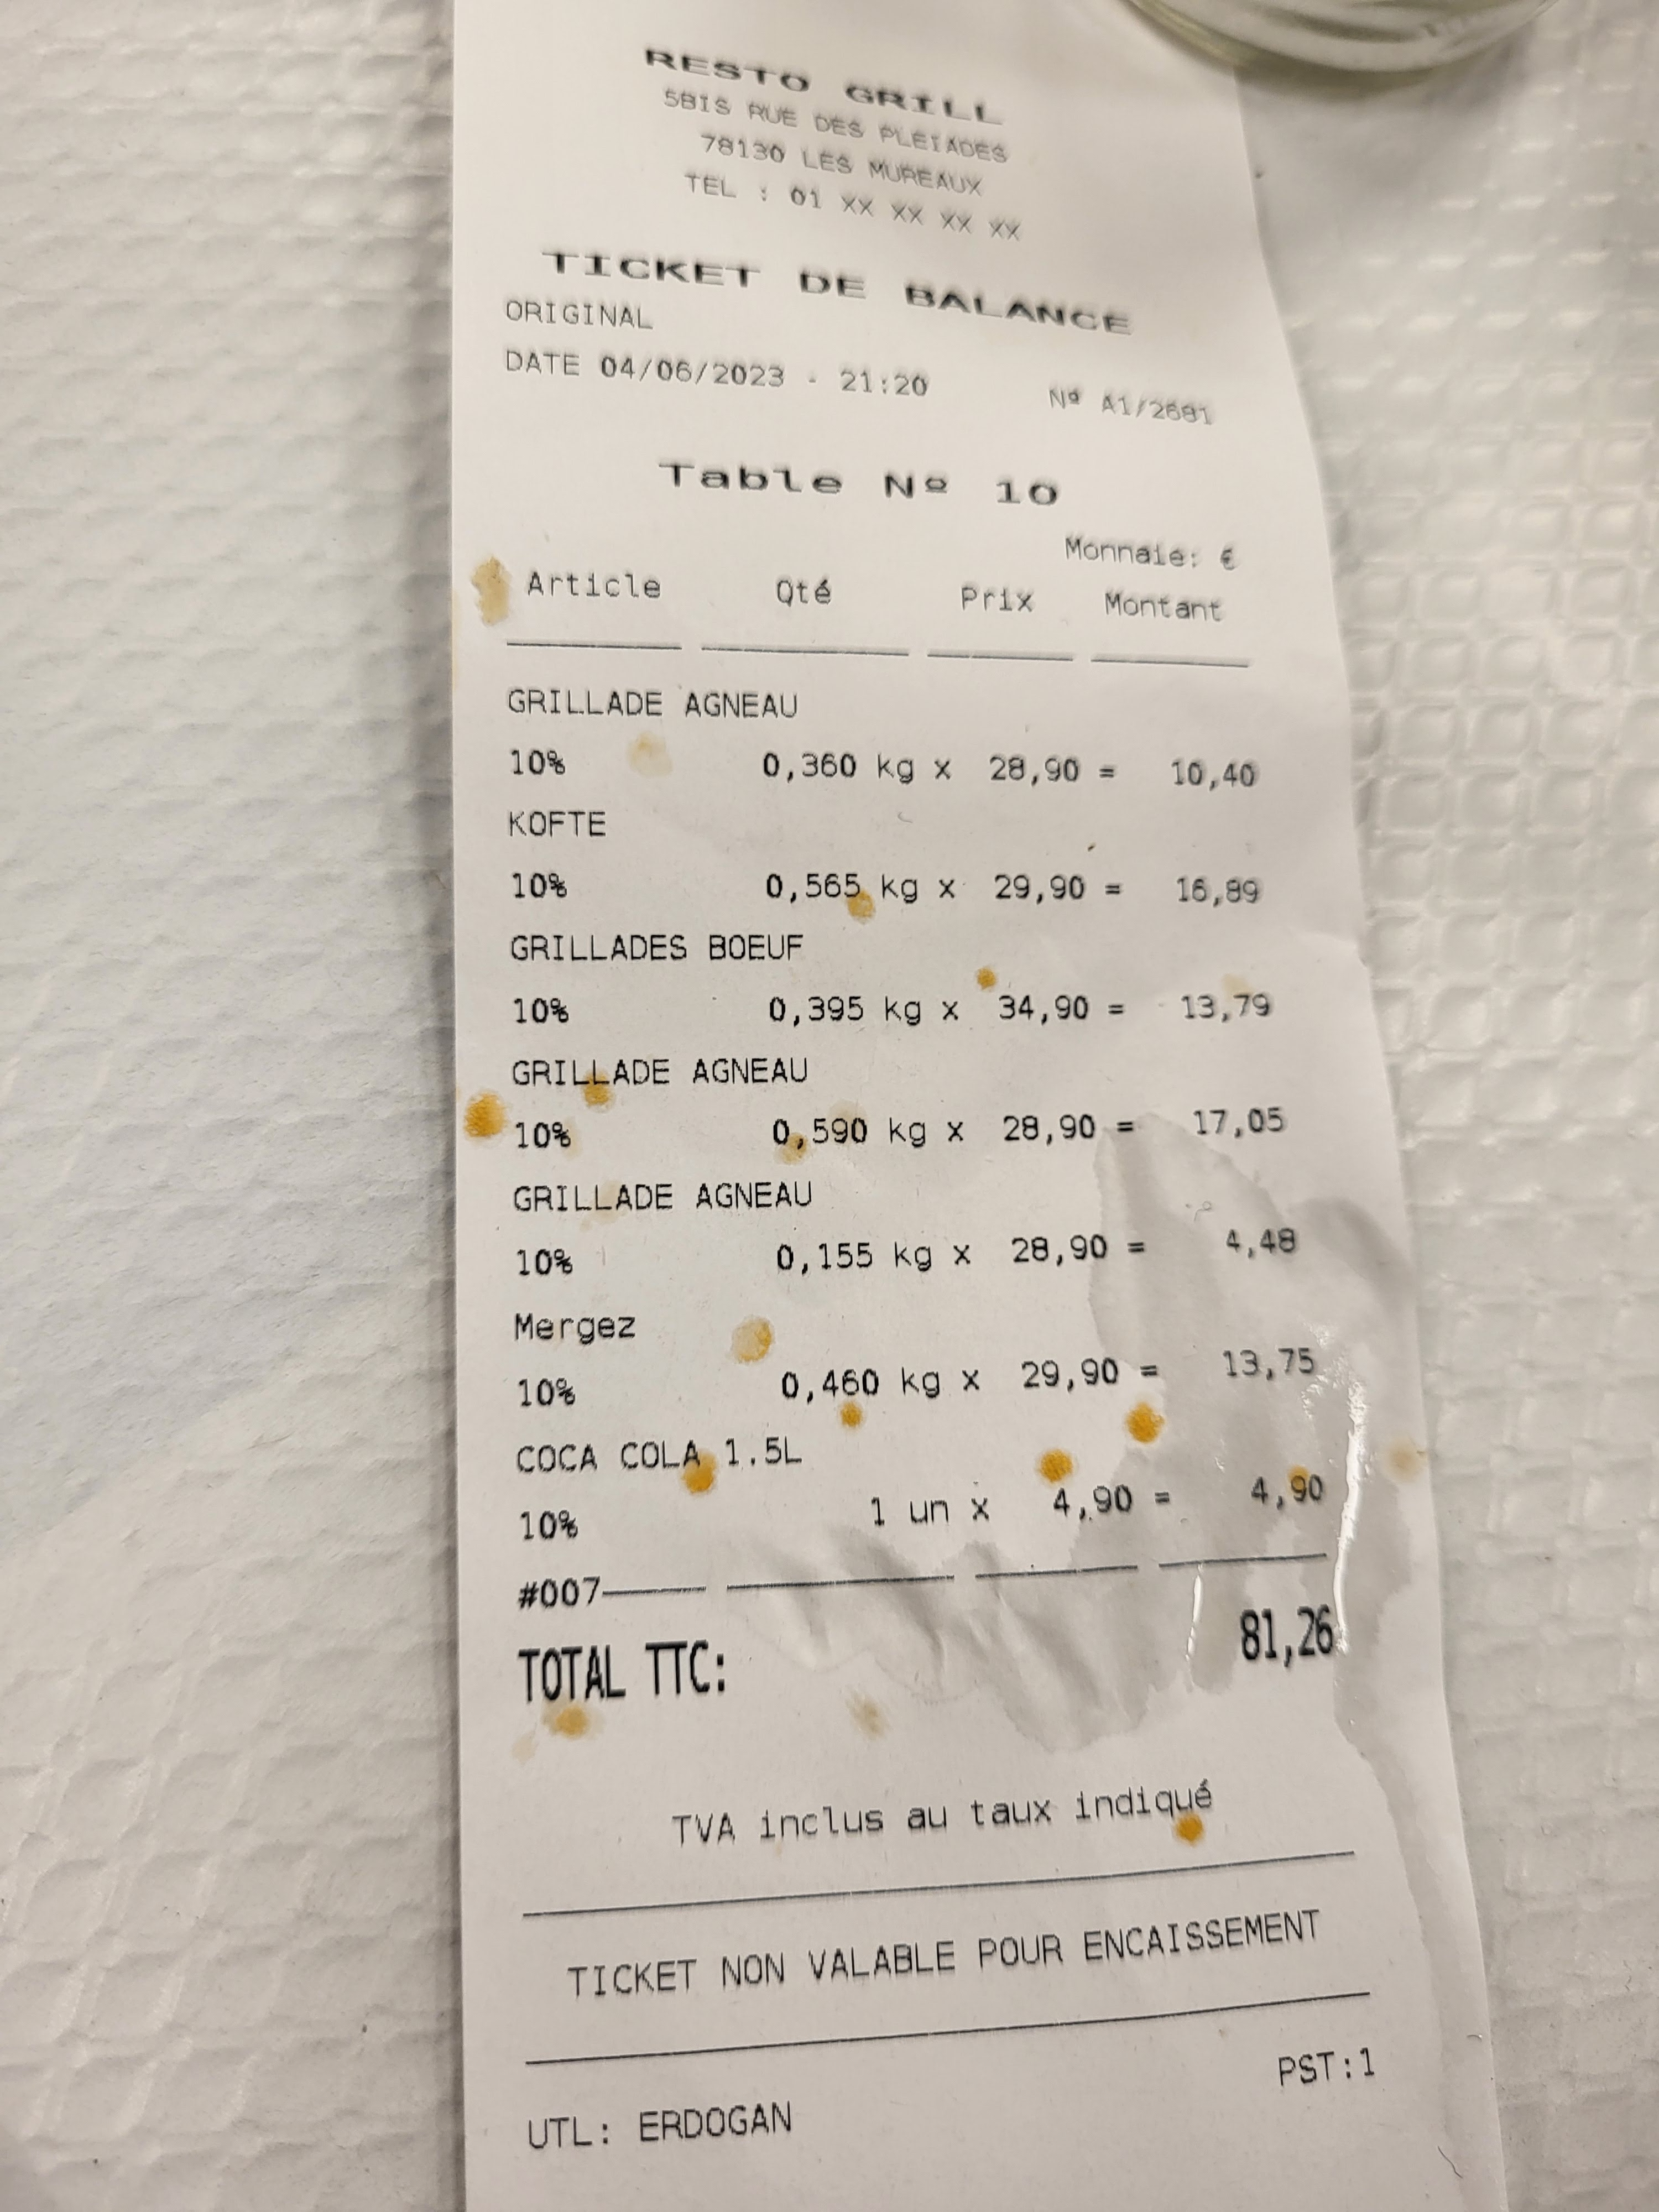 RESTO GRILL
5BIS RUE DES PLEIADES
78130 LES MUREAUX
TEL : 01 XX XX XX XX
TICKET DE BALANCE
ORIGINAL
DATE 04/06/2023 - 21:20 Nº A1/2681
Table Nº 10
Monnaie: €
Article Qté Prix Montant
GRILLADE AGNEAU
10% 0,360 kg x 28,90 = 10,40
KOFTE
10% 0,565 kg x 29,90 = 16,89
GRILLADES BOEUF
10% 0,395 kg x 34,90 = 13,79
GRILLADE AGNEAU
10% 0,590 kg x 28,90 = 17,05
GRILLADE AGNEAU
10% 0,155 kg x 28,90 = 4,48
Mergez
10% 0,460 kg x 29,90 = 13,75
COCA COLA 1.5L
10% 1 un x 4,90 = 4,90
#007
TOTAL TTC: 81,26
TVA inclus au taux indiqué
TICKET NON VALABLE POUR ENCAISSEMENT
PST:1
UTL: ERDOGAN